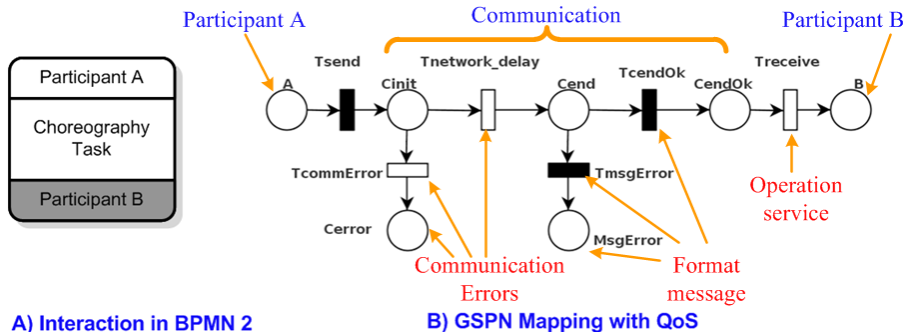 Participant A
Communication
Participant B
Tsend
Tnetwork_delay
TcendOk
Treceive
A
Cinit
Cend
CendOk
B
Participant A
Choreography
Task
Participant B
TcommError
TmsgError
Operation
service
Cerror
MsgError
Communication
Errors
Format
message
A) Interaction in BPMN 2
B) GSPN Mapping with QoS